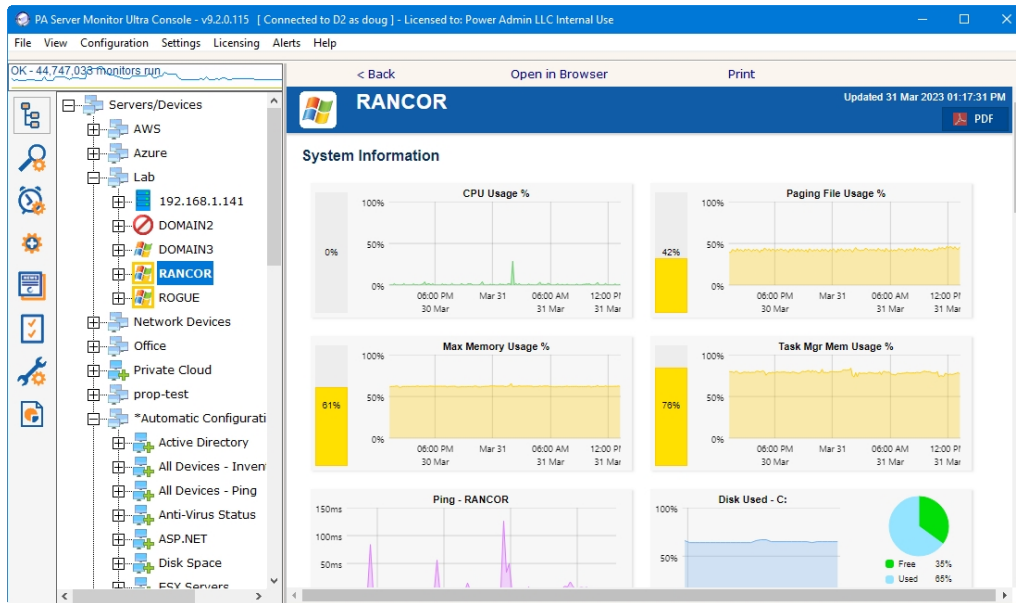 PA Server Monitor Ultra Console - v9.2.0.115 [ Connected to D2 as doug ] - Licensed to: Power Admin LLC Internal Use
File View Configuration Settings Licensing Alerts Help
OK - 44,747,033 monitors run
< Back Open in Browser Print
Servers/Devices
AWS
Azure
Lab
192.168.1.141
DOMAIN2
DOMAIN3
RANCOR
ROGUE
Network Devices
Office
Private Cloud
prop-test
*Automatic Configurati
Active Directory
All Devices - Inven
All Devices - Ping
Anti-Virus Status
ASP.NET
Disk Space
ESX Servers
NEWS
RANCOR
Updated 31 Mar 2023 01:17:31 PM
PDF
System Information
CPU Usage %
100%
50%
0%
0%
06:00 PM Mar 31 06:00 AM 12:00 P
30 Mar 31 Mar 31 Mar
Paging File Usage %
100%
50%
0%
42%
06:00 PM Mar 31 06:00 AM 12:00 P
30 Mar 31 Mar 31 Mar
Max Memory Usage %
100%
50%
0%
61%
06:00 PM Mar 31 06:00 AM 12:00 P
30 Mar 31 Mar 31 Mar
Task Mgr Mem Usage %
100%
50%
0%
76%
06:00 PM Mar 31 06:00 AM 12:00 P
30 Mar 31 Mar 31 Mar
Ping - RANCOR
150ms
100ms
50ms
Disk Used - C:
100%
50%
Free 35%
Used 65%